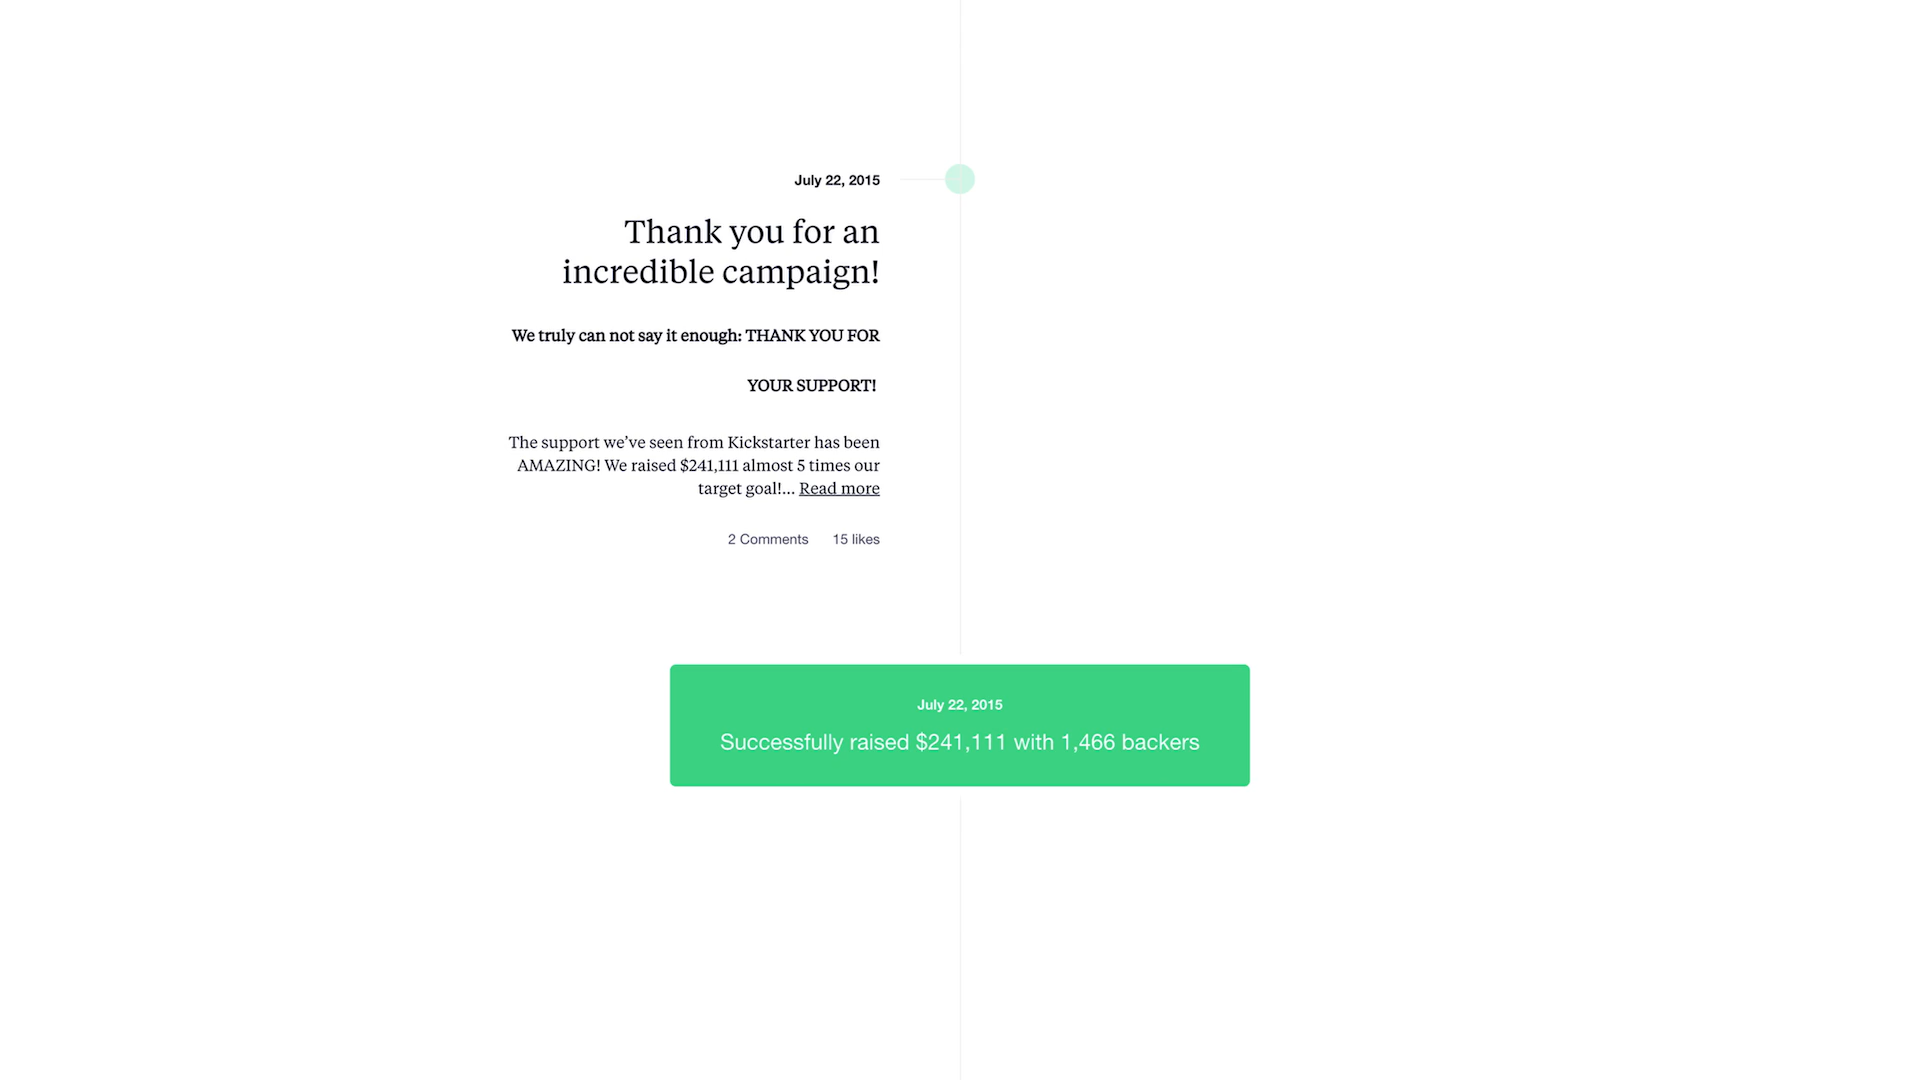 July 22, 2015
Thank you for an
incredible campaign!
We truly can not say it enough: THANK YOU FOR
YOUR SUPPORT!
The support we’ve seen from Kickstarter has been
AMAZING! We raised $241,111 almost 5 times our
target goal!... Read more
2 Comments 15 likes
July 22, 2015
Successfully raised $241,111 with 1,466 backers